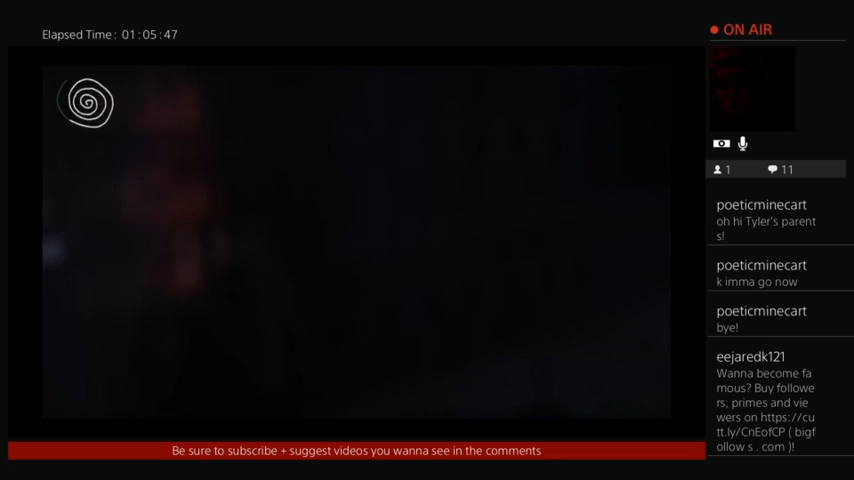 Elapsed Time: 01:05:47
ON AIR
1 11
poeticminecart
oh hi Tyler's parent
s!
poeticminecart
k imma go now
poeticminecart
bye!
eejaredk121
Wanna become fa
mous? Buy followe
rs, primes and vie
wers on https://cu
tt.ly/CnEofCP ( bigf
ollow s . com )!
Be sure to subscribe + suggest videos you wanna see in the comments